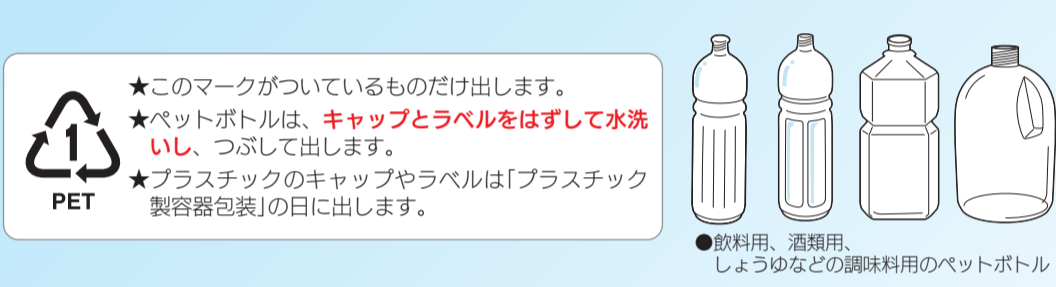 ★このマークがついているものだけ出します。
★ペットボトルは、キャップとラベルをはずして水洗
いし、つぶして出します。
★プラスチックのキャップやラベルは「プラスチック
製容器包装」の日に出します。
1
PET
●飲料用、酒類用、
しょうゆなどの調味料用のペットボトル